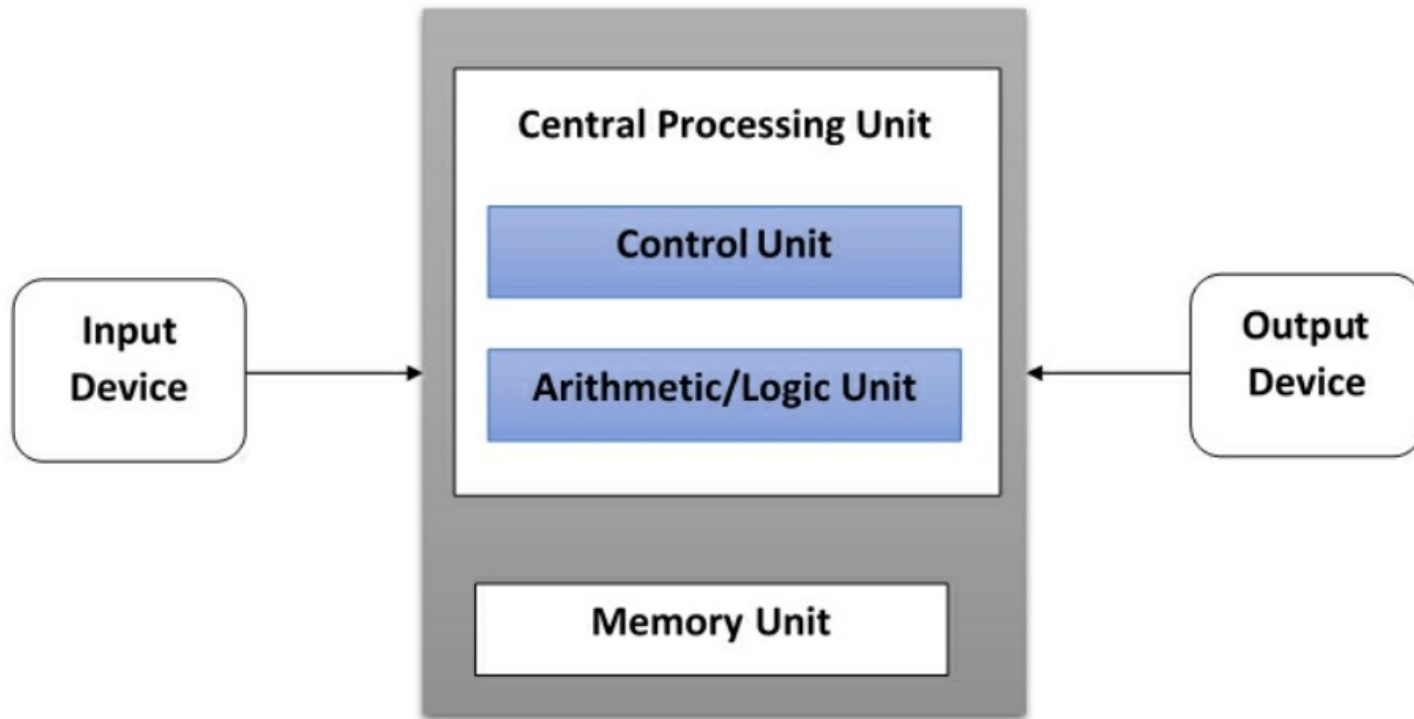 Central Processing Unit
Control Unit
Arithmetic/Logic Unit
Input
Device
Output
Device
Memory Unit